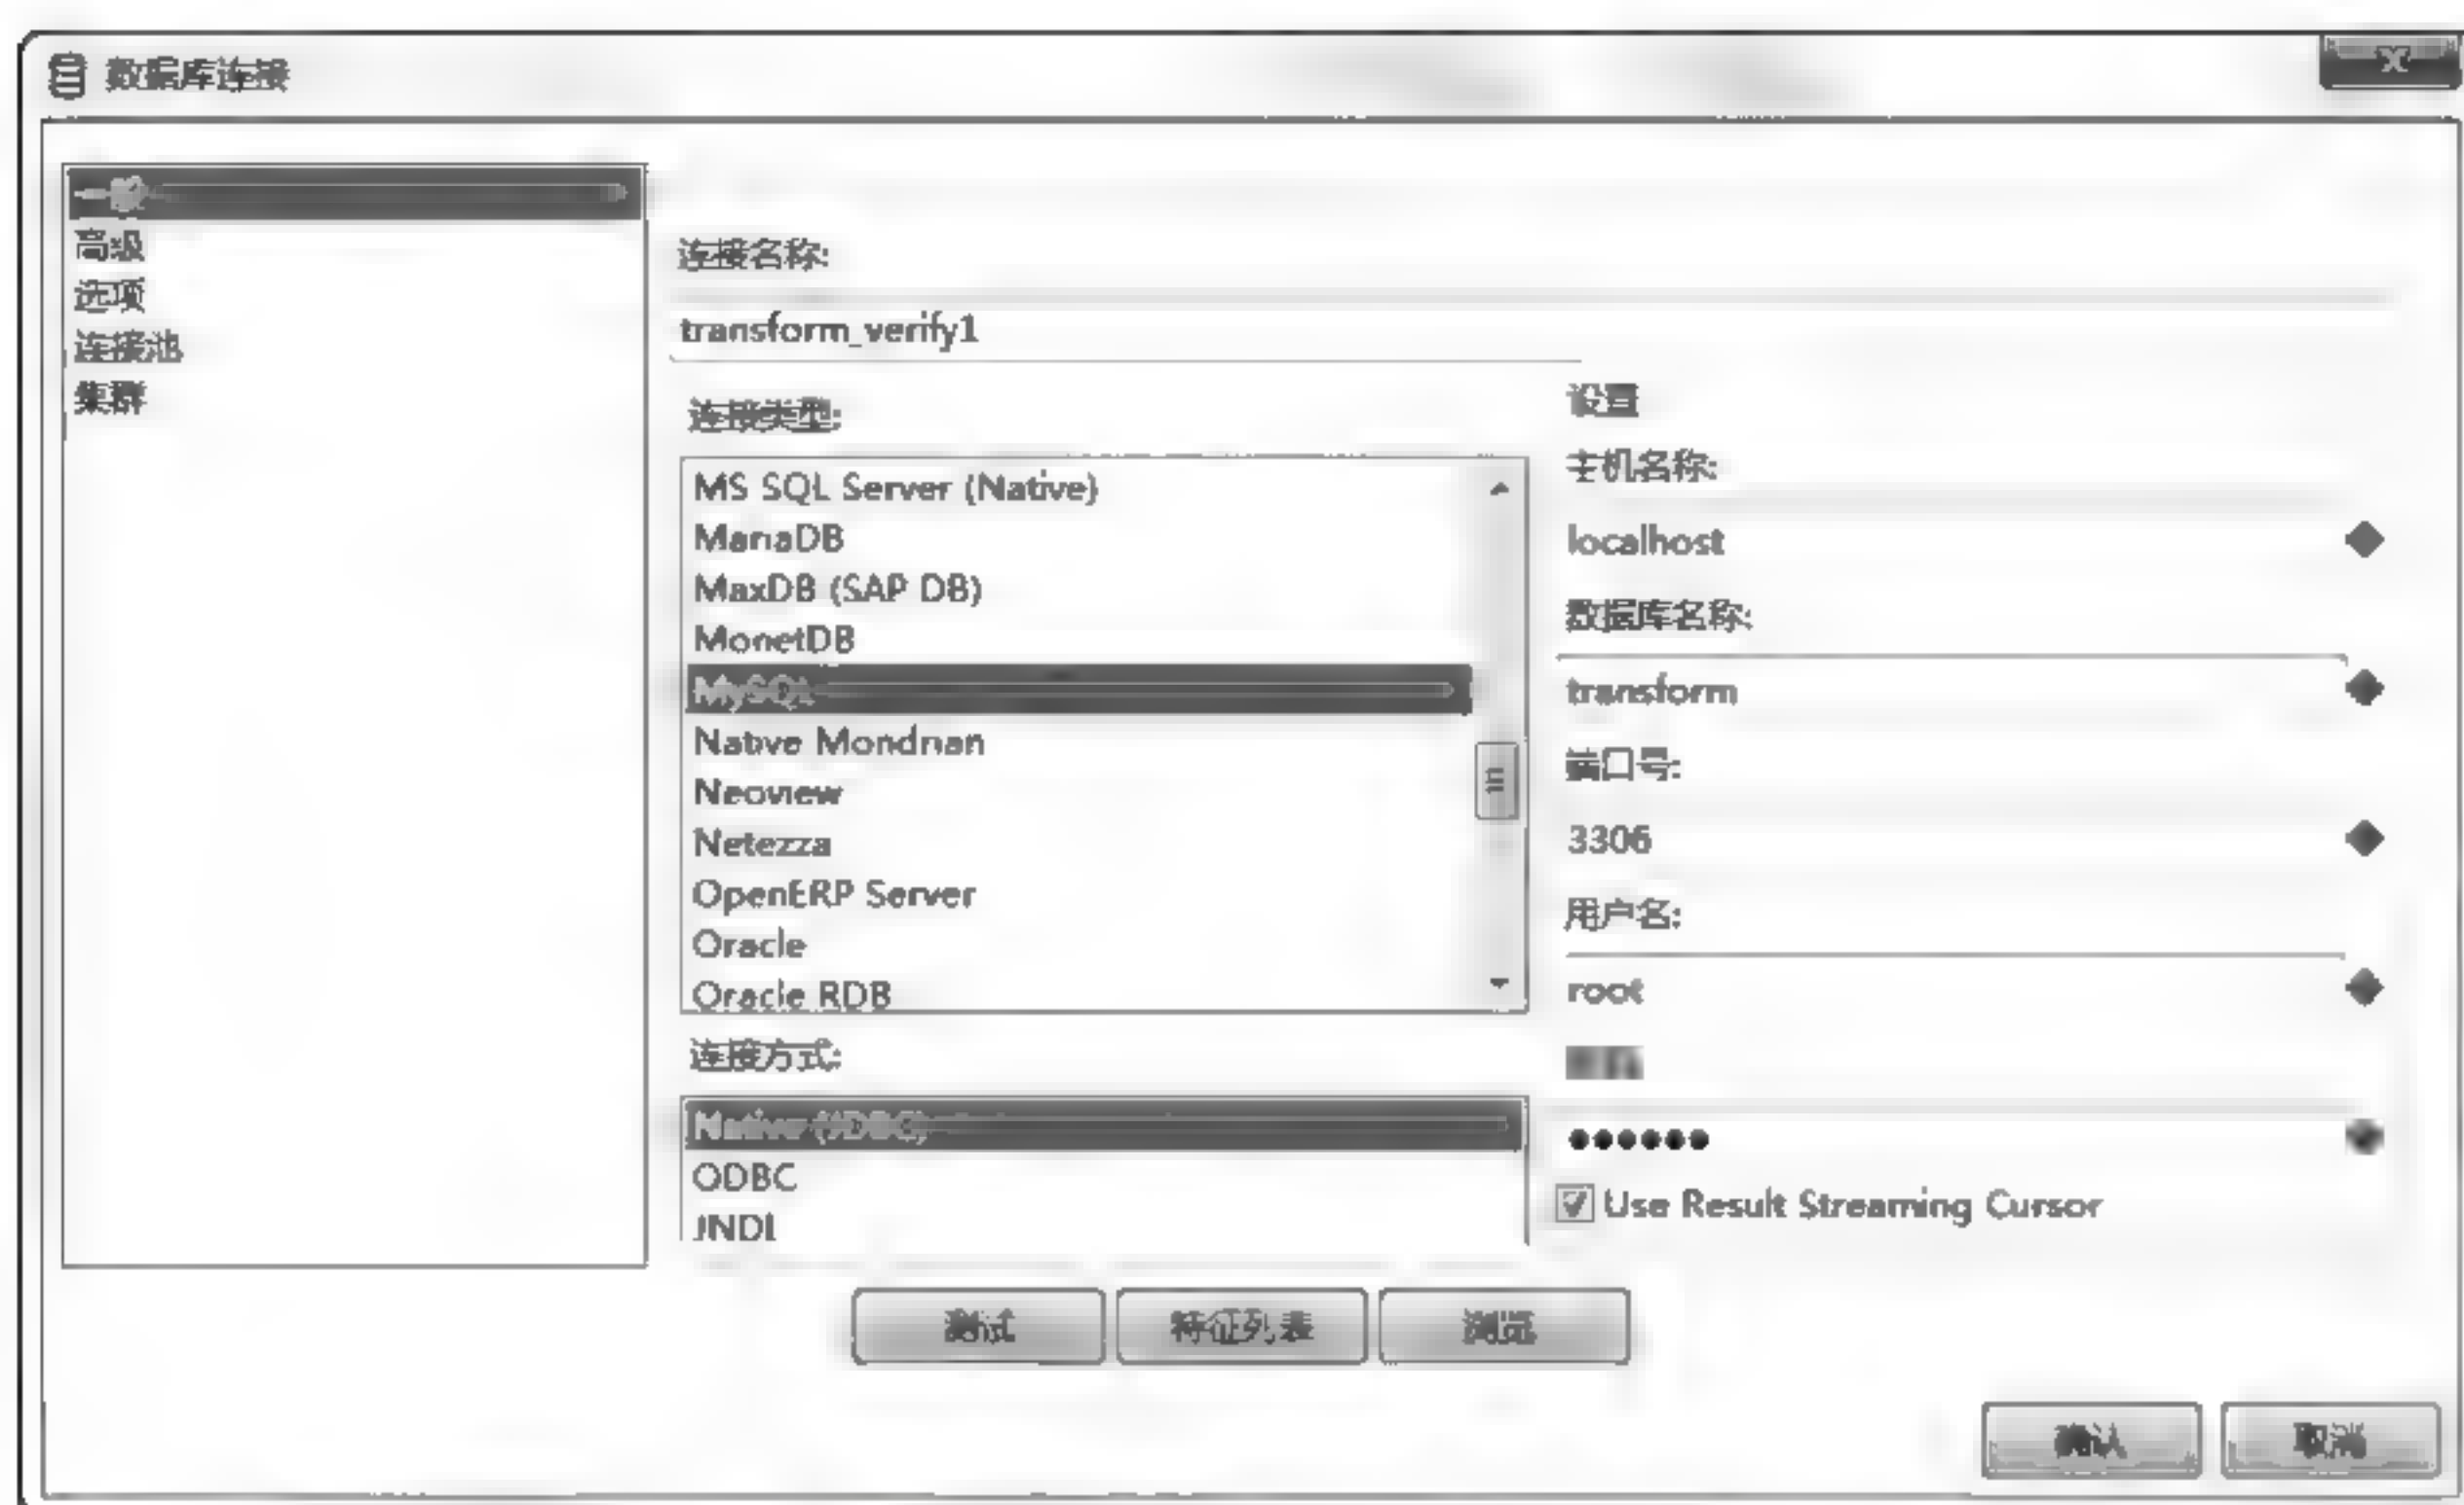 数据库连接
一般
高级
选项
连接池
集群
连接名称:
transform_verify1
连接类型:
MS SQL Server (Native)
MariaDB
MaxDB (SAP DB)
MonetDB
MySQL
Native Mondrian
Neoview
Netezza
OpenERP Server
Oracle
Oracle RDB
连接方式:
Native (JDBC)
ODBC
JNDI
设置
主机名称:
localhost
数据库名称:
transform
端口号:
3306
用户名:
root
••••••
Use Result Streaming Cursor
测试
特征列表
浏览
确认
取消